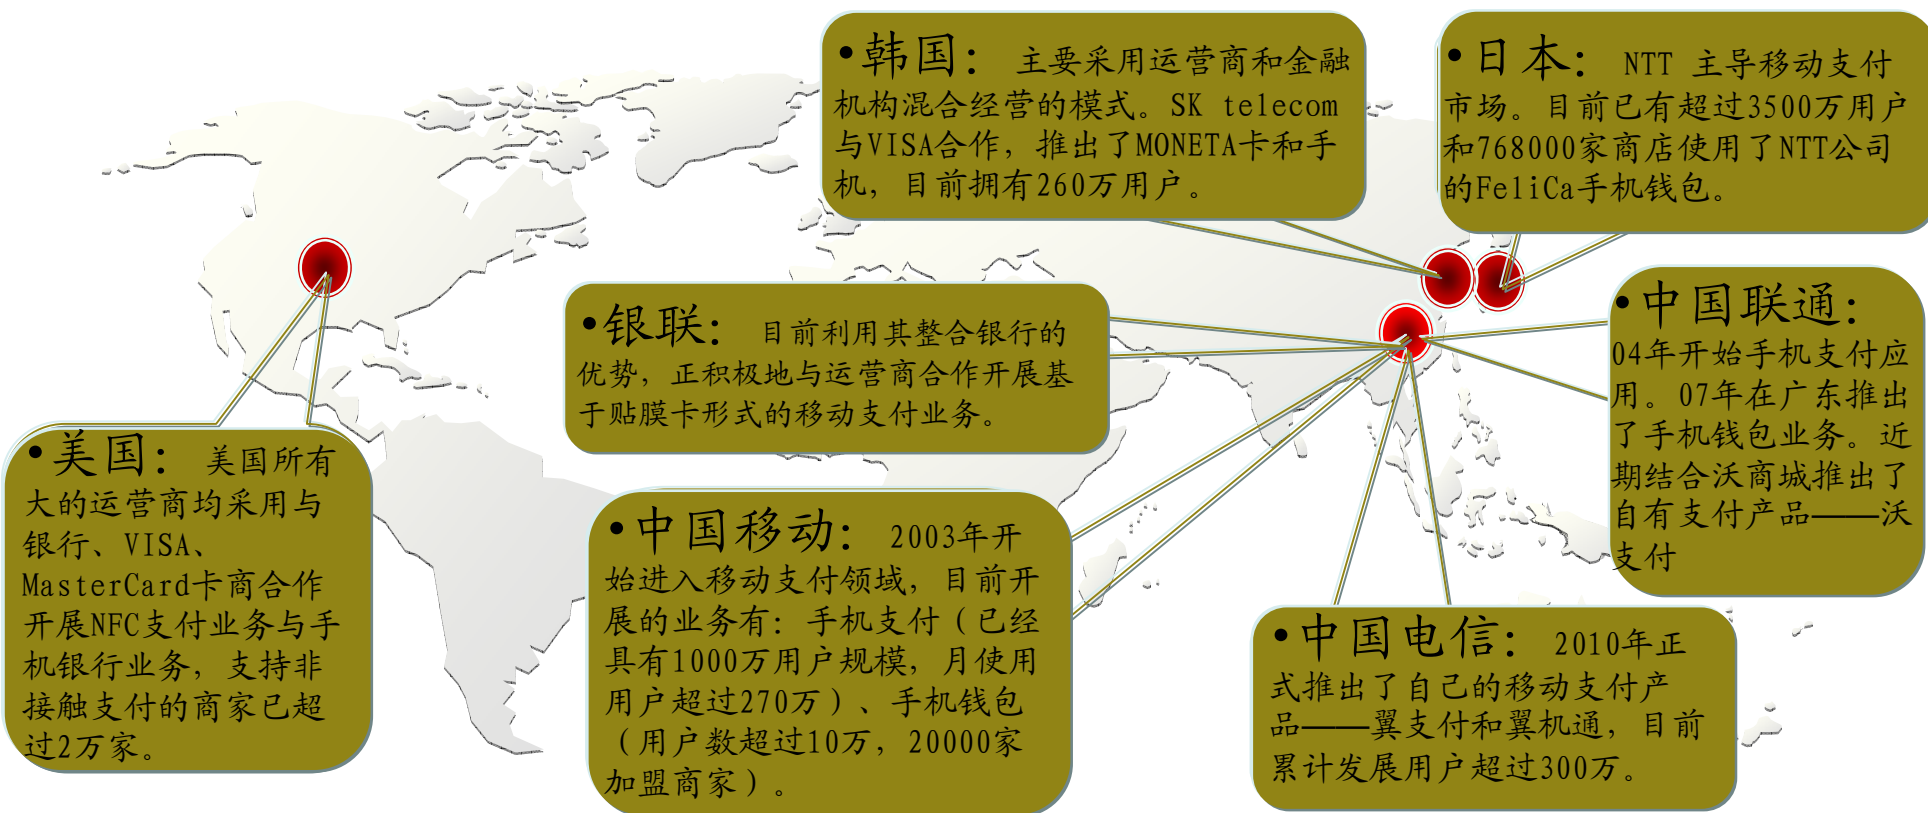 •韩国： 主要采用运营商和金融
机构混合经营的模式。SK telecom
与VISA合作，推出了MONETA卡和手
机，目前拥有260万用户。
•日本： NTT 主导移动支付
市场。目前已有超过3500万用户
和768000家商店使用了NTT公司
的FeliCa手机钱包。
•银联： 目前利用其整合银行的
优势，正积极地与运营商合作开展基
于贴膜卡形式的移动支付业务。
•中国联通：
04年开始手机支付应
用。07年在广东推出
了手机钱包业务。近
期结合沃商城推出了
自有支付产品——沃
支付
•美国： 美国所有
大的运营商均采用与
银行、VISA、
MasterCard卡商合作
开展NFC支付业务与手
机银行业务，支持非
接触支付的商家已超
过2万家。
•中国移动： 2003年开
始进入移动支付领域，目前开
展的业务有：手机支付（已经
具有1000万用户规模，月使用
用户超过270万）、手机钱包
（用户数超过10万，20000家
加盟商家）。
•中国电信： 2010年正
式推出了自己的移动支付产
品——翼支付和翼机通，目前
累计发展用户超过300万。